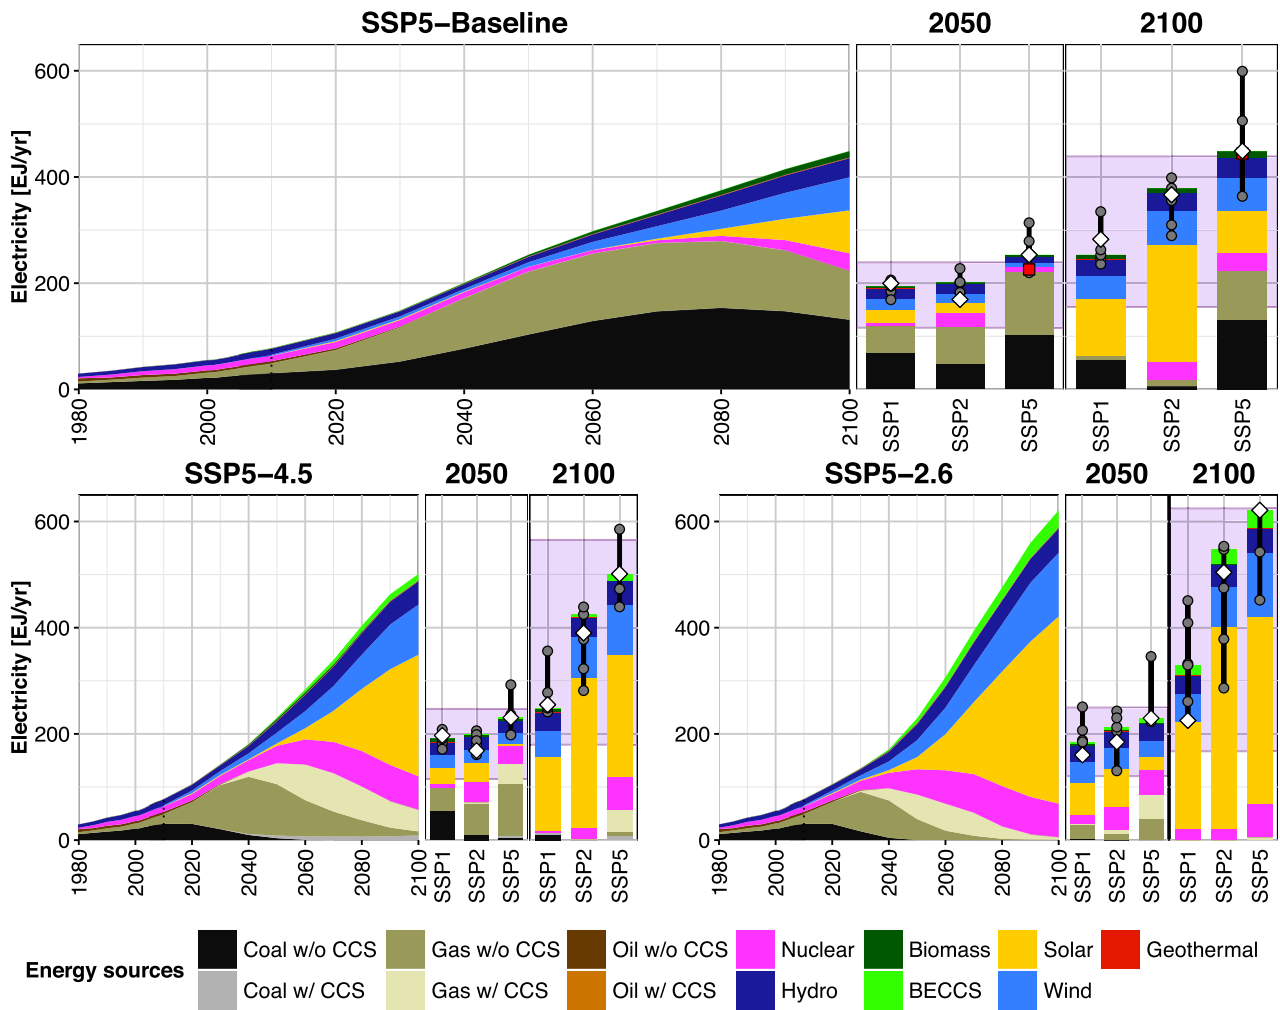 SSP5−Baseline 2050 2100
Electricity [EJ/yr]
600
400
200
0
1980 2000 2020 2040 2060 2080 2100 SSP1 SSP2 SSP5 SSP1 SSP2 SSP5
SSP5−4.5 2050 2100 SSP5−2.6 2050 2100
Electricity [EJ/yr]
600 600
400 400
200 200
0 0
1980 2000 2020 2040 2060 2080 2100 SSP1 SSP2 SSP5 SSP1 SSP2 SSP5 1980 2000 2020 2040 2060 2080 2100 SSP1 SSP2 SSP5 SSP1 SSP2 SSP5
Energy sources
Coal w/o CCS Gas w/o CCS Oil w/o CCS Nuclear Biomass Solar Geothermal
Coal w/ CCS Gas w/ CCS Oil w/ CCS Hydro BECCS Wind